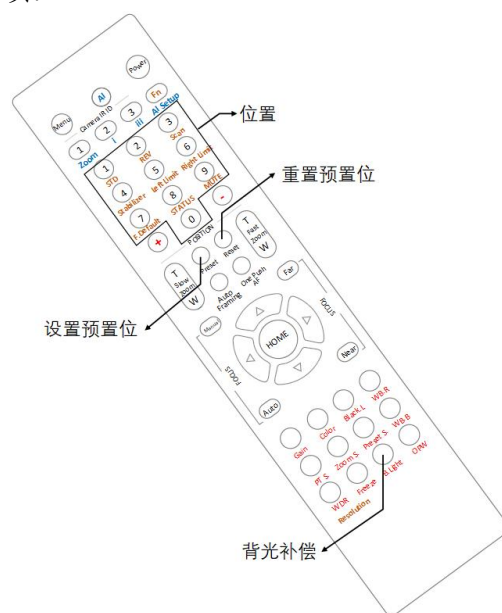 Power
AI
Menu
Camera IR ID
Fn
1
2
3
Zoom
I
III
AI Setup
位置
1
2
3
STD
REV
Scan
4
5
6
Stabilizer
Left Limit
Right Limit
7
8
9
F.Default
STATUS
MUTE
+
0
-
重置预置位
POSITION
Preset
Reset
T
Slow
zoom
W
T
Fast
Zoom
W
设置预置位
Auto
Framing
One Push
AF
Manual
Far
HOME
FOCUS
FOCUS
Auto
Near
Gain
Color
Black.L
WB.R
PT S.
Zoom S.
Preset S.
WB.B
WDR
Freeze
B.Light
Resolution
背光补偿